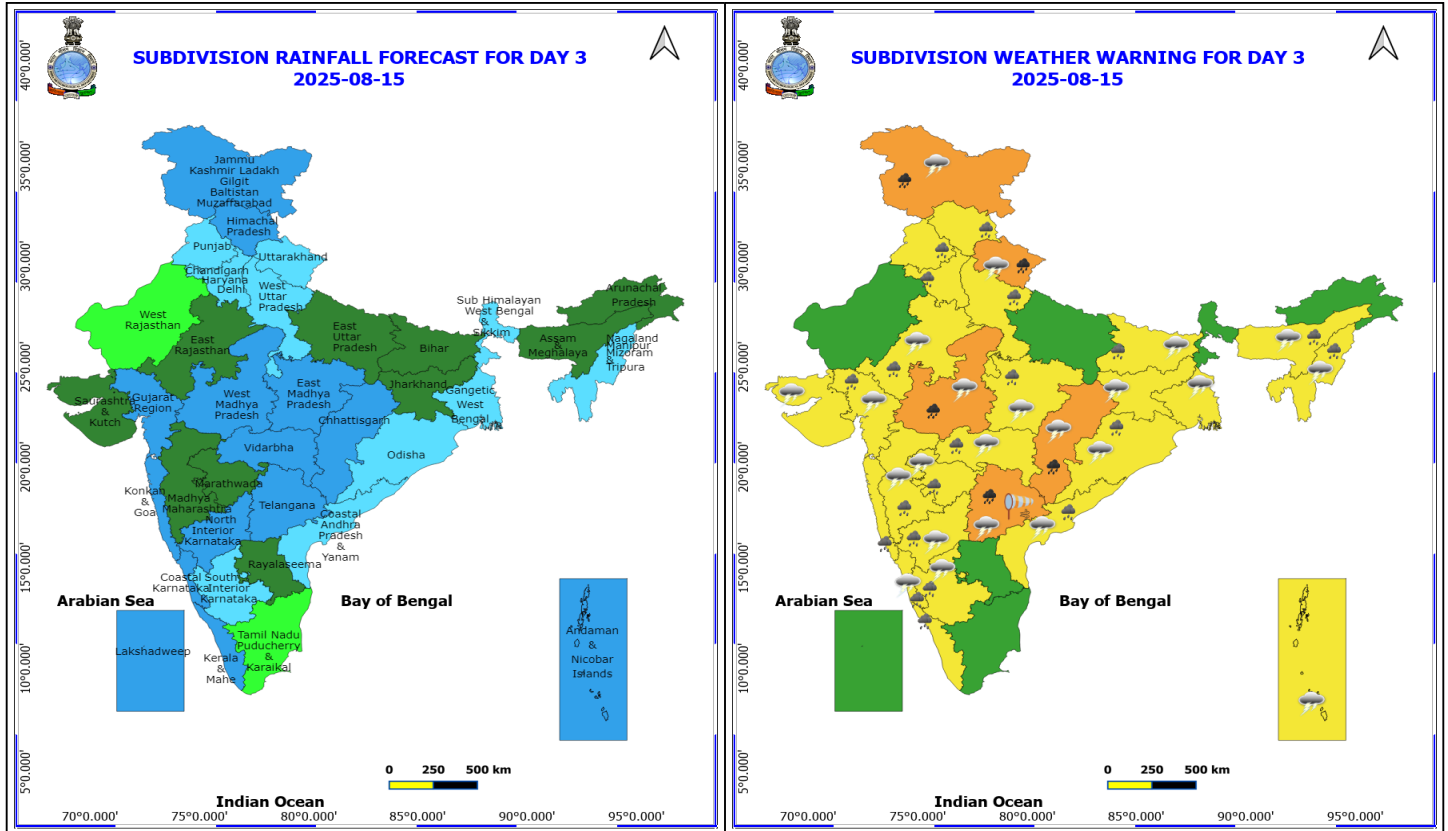 SUBDIVISION RAINFALL FORECAST FOR DAY 3
2025-08-15
40°0.000'
35°0.000'
30°0.000'
25°0.000'
20°0.000'
15°0.000'
10°0.000'
5°0.000'
Jammu
Kashmir Ladakh
Gilgit
Baltistan
Muzaffarabad
Himachal
Pradesh
Punjab
Uttarakhand
Chandigarh
Haryana
Delhi
West
Uttar
Pradesh
West
Rajasthan
East
Rajasthan
East
Uttar
Pradesh
Bihar
Sub Himalayan
West Bengal
&
Sikkim
Arunachal
Pradesh
Assam
&
Meghalaya
Nagaland
Manipur
Mizoram
&
Tripura
Jharkhand
Gangetic
West
Bengal
Saurashtra
&
Kutch
Gujarat
Region
West
Madhya
Pradesh
East
Madhya
Pradesh
Chhattisgarh
Vidarbha
Odisha
Konkan
&
Goa
Marathwada
Madhya
Maharashtra
Telangana
North
Interior
Karnataka
Coastal
Andhra
Pradesh
&
Yanam
Rayalaseema
Coastal
Karnataka
South
Interior
Karnataka
Arabian Sea
Bay of Bengal
Tamil Nadu
Puducherry
&
Karaikal
Lakshadweep
Kerala
&
Mahe
Andaman
&
Nicobar
Islands
0 250 500 km
Indian Ocean
70°0.000' 75°0.000' 80°0.000' 85°0.000' 90°0.000' 95°0.000'
SUBDIVISION WEATHER WARNING FOR DAY 3
2025-08-15
40°0.000'
35°0.000'
30°0.000'
25°0.000'
20°0.000'
15°0.000'
10°0.000'
5°0.000'
Arabian Sea
Bay of Bengal
0 250 500 km
Indian Ocean
70°0.000' 75°0.000' 80°0.000' 85°0.000' 90°0.000' 95°0.000'